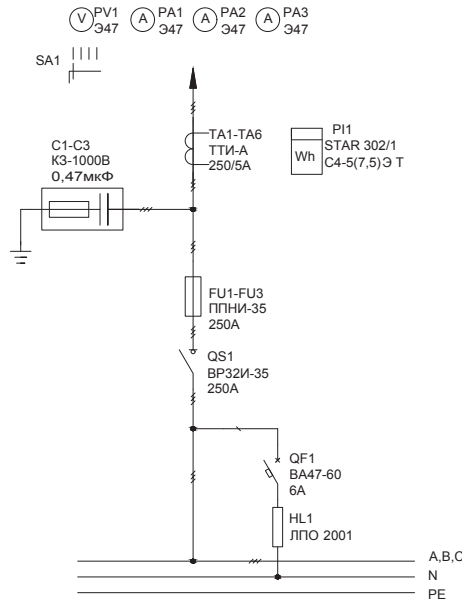 V
PV1
Э47
A
PA1
Э47
A
PA2
Э47
A
PA3
Э47
SA1
TA1-TA6
ТТИ-А
250/5А
PI1
Wh
STAR 302/1
С4-5(7,5)Э Т
C1-C3
КЗ-1000В
0,47мкФ
FU1-FU3
ППНИ-35
250А
QS1
ВР32И-35
250А
QF1
ВА47-60
6А
HL1
ЛПО 2001
A,B,C
N
PE